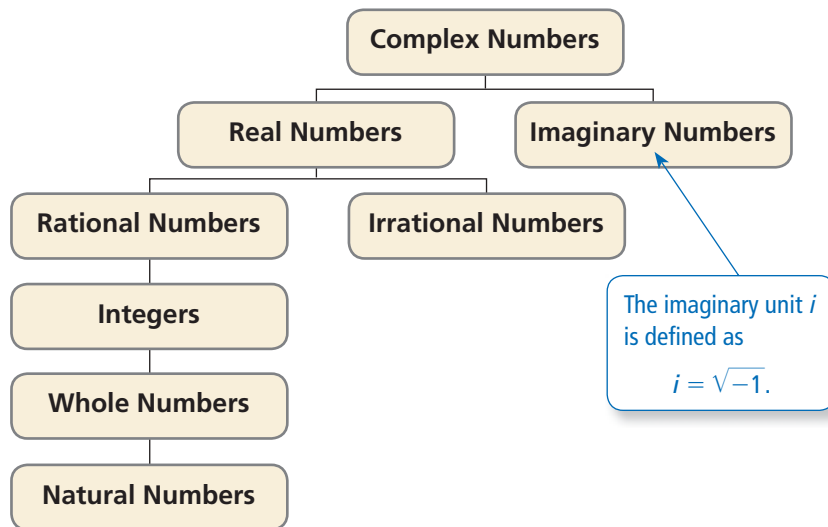 Complex Numbers
Real Numbers
Imaginary Numbers
Rational Numbers
Irrational Numbers
Integers
The imaginary unit i
is defined as
i = √−1.
Whole Numbers
Natural Numbers